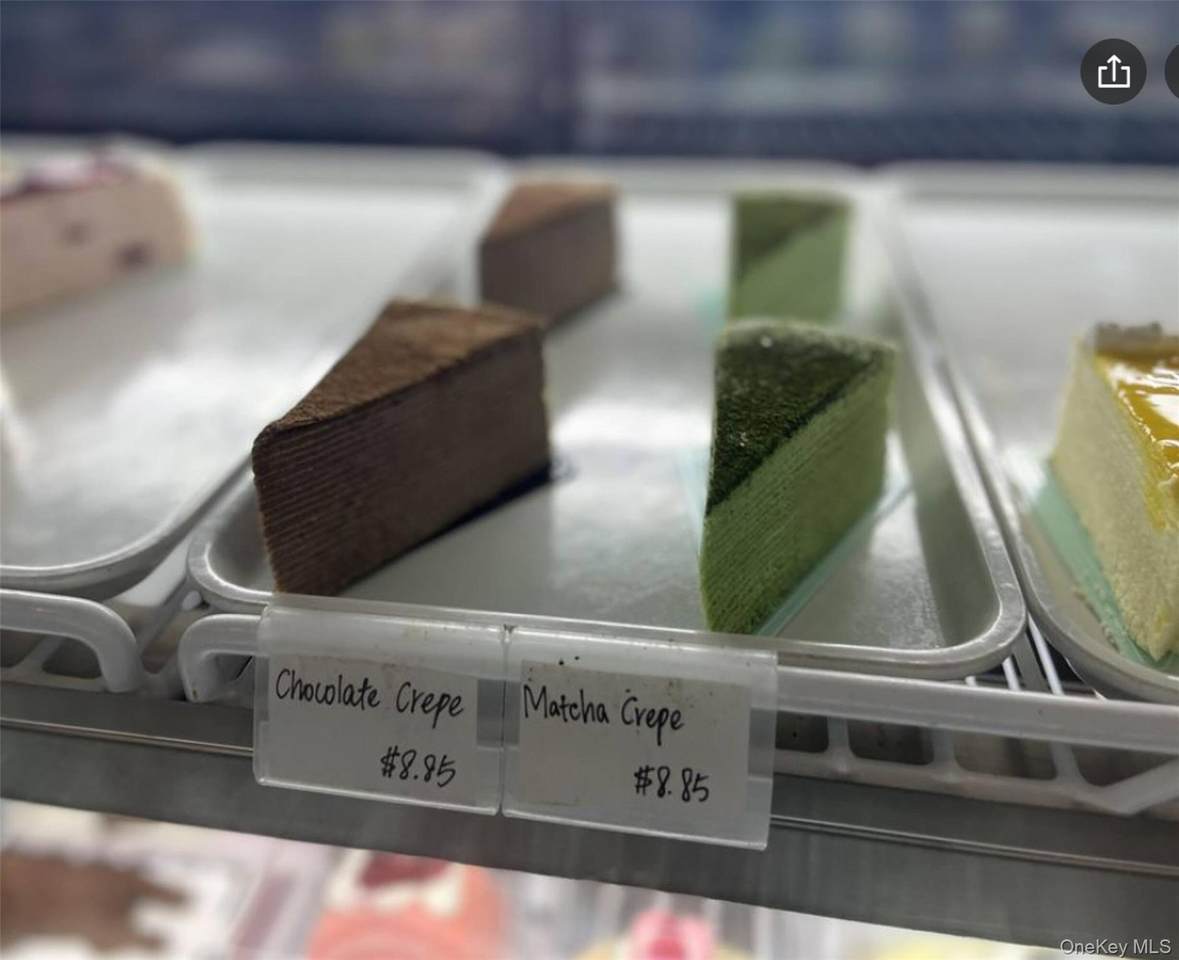 Chocolate Crepe
$8.85
Matcha Crepe
$8.85
OneKey MLS